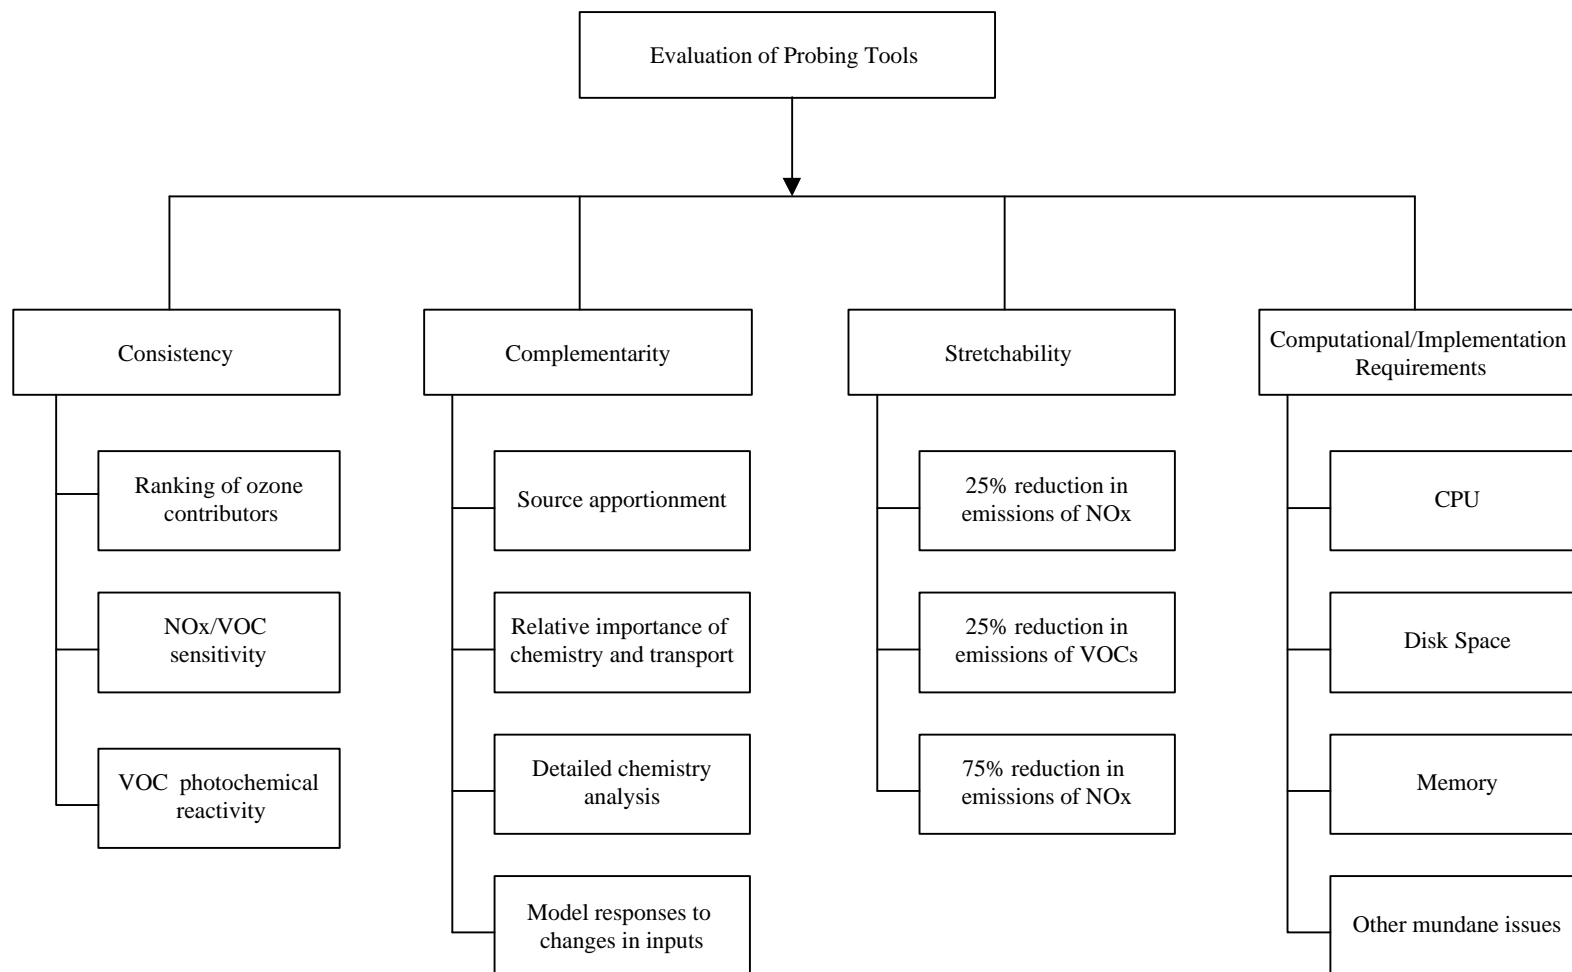 Evaluation of Probing Tools
Consistency
Ranking of ozone
contributors
NOx/VOC
sensitivity
VOC photochemical
reactivity
Complementarity
Source apportionment
Relative importance of
chemistry and transport
Detailed chemistry
analysis
Model responses to
changes in inputs
Stretchability
25% reduction in
emissions of NOx
25% reduction in
emissions of VOCs
75% reduction in
emissions of NOx
Computational/Implementation
Requirements
CPU
Disk Space
Memory
Other mundane issues